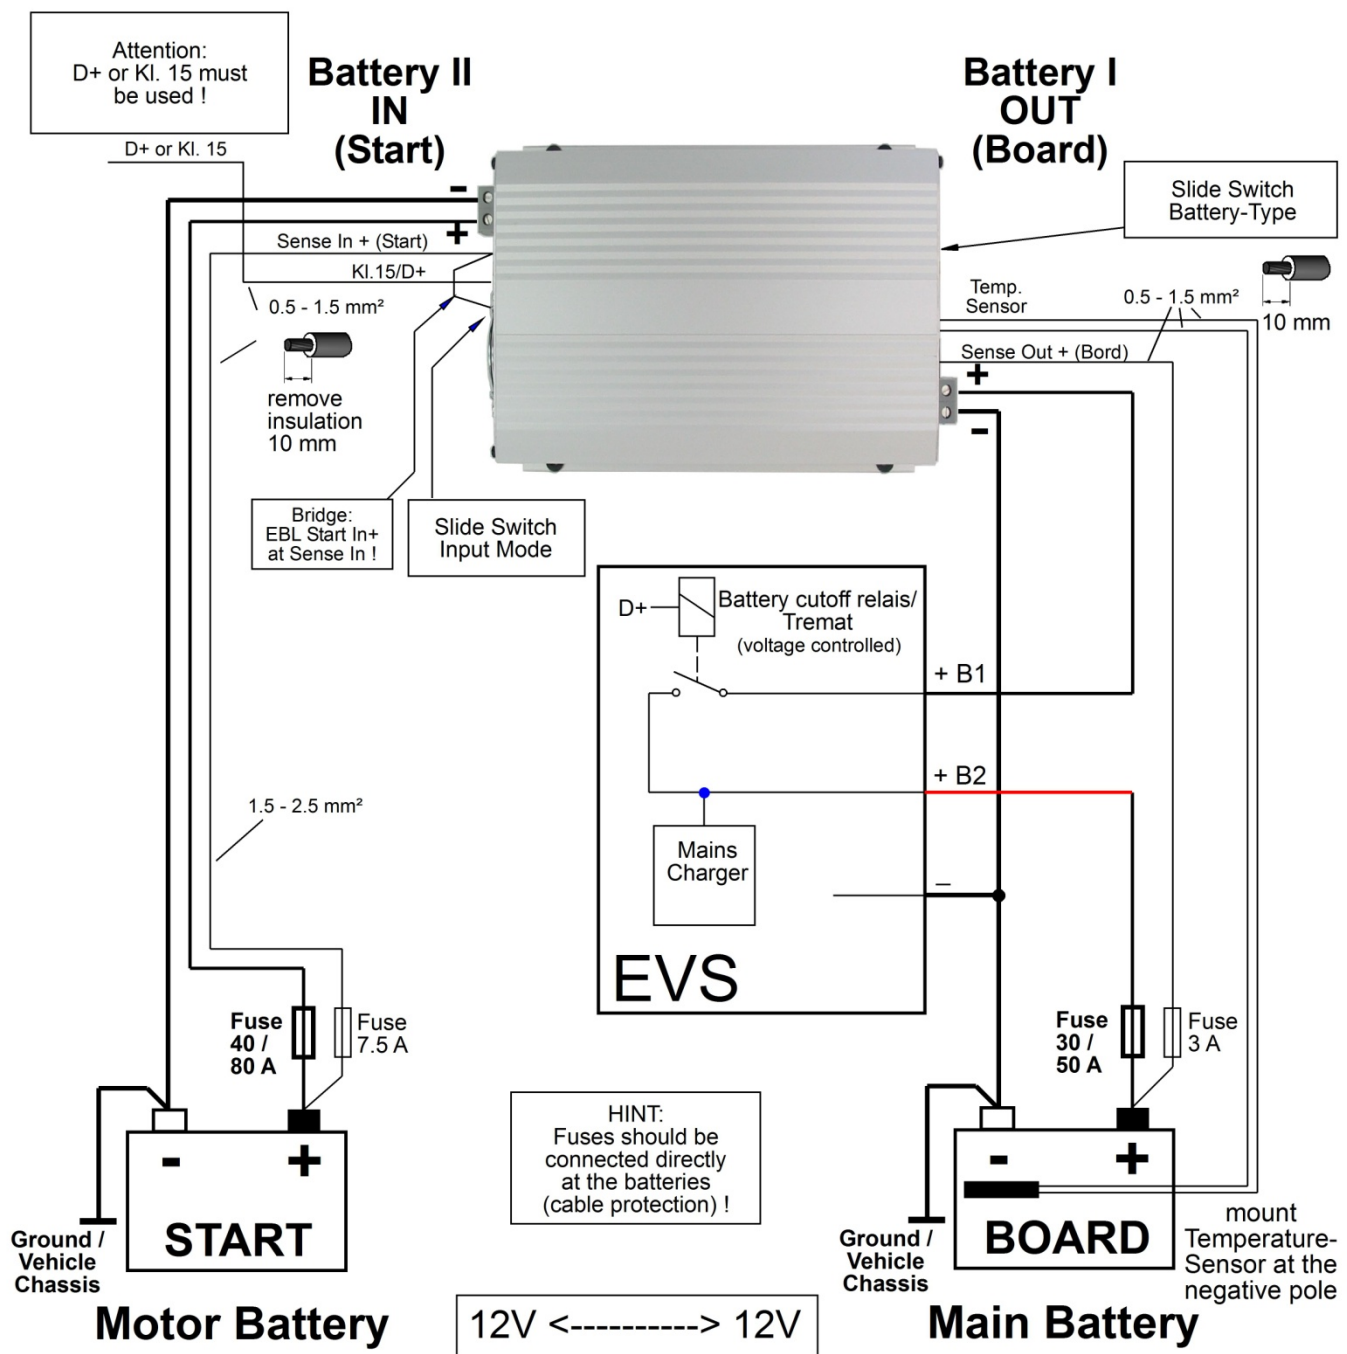 Attention:
D+ or Kl. 15 must
be used !
Battery II
IN
(Start)
Battery I
OUT
(Board)
D+ or Kl. 15
Slide Switch
Battery-Type
-
+
Sense In + (Start)
Kl.15/D+
0.5 - 1.5 mm²
remove
insulation
10 mm
Temp.
Sensor
0.5 - 1.5 mm²
10 mm
Sense Out + (Bord)
+
-
Bridge:
EBL Start In+
at Sense In !
Slide Switch
Input Mode
D+
Battery cutoff relais/
Tremat
(voltage controlled)
+ B1
+ B2
Mains
Charger
–
EVS
1.5 - 2.5 mm²
Fuse
40 /
80 A
Fuse
7.5 A
Fuse
30 /
50 A
Fuse
3 A
HINT:
Fuses should be
connected directly
at the batteries
(cable protection) !
- +
START
- +
BOARD
Ground /
Vehicle
Chassis
Ground /
Vehicle
Chassis
mount
Temperature-
Sensor at the
negative pole
Motor Battery
12V <----------> 12V
Main Battery